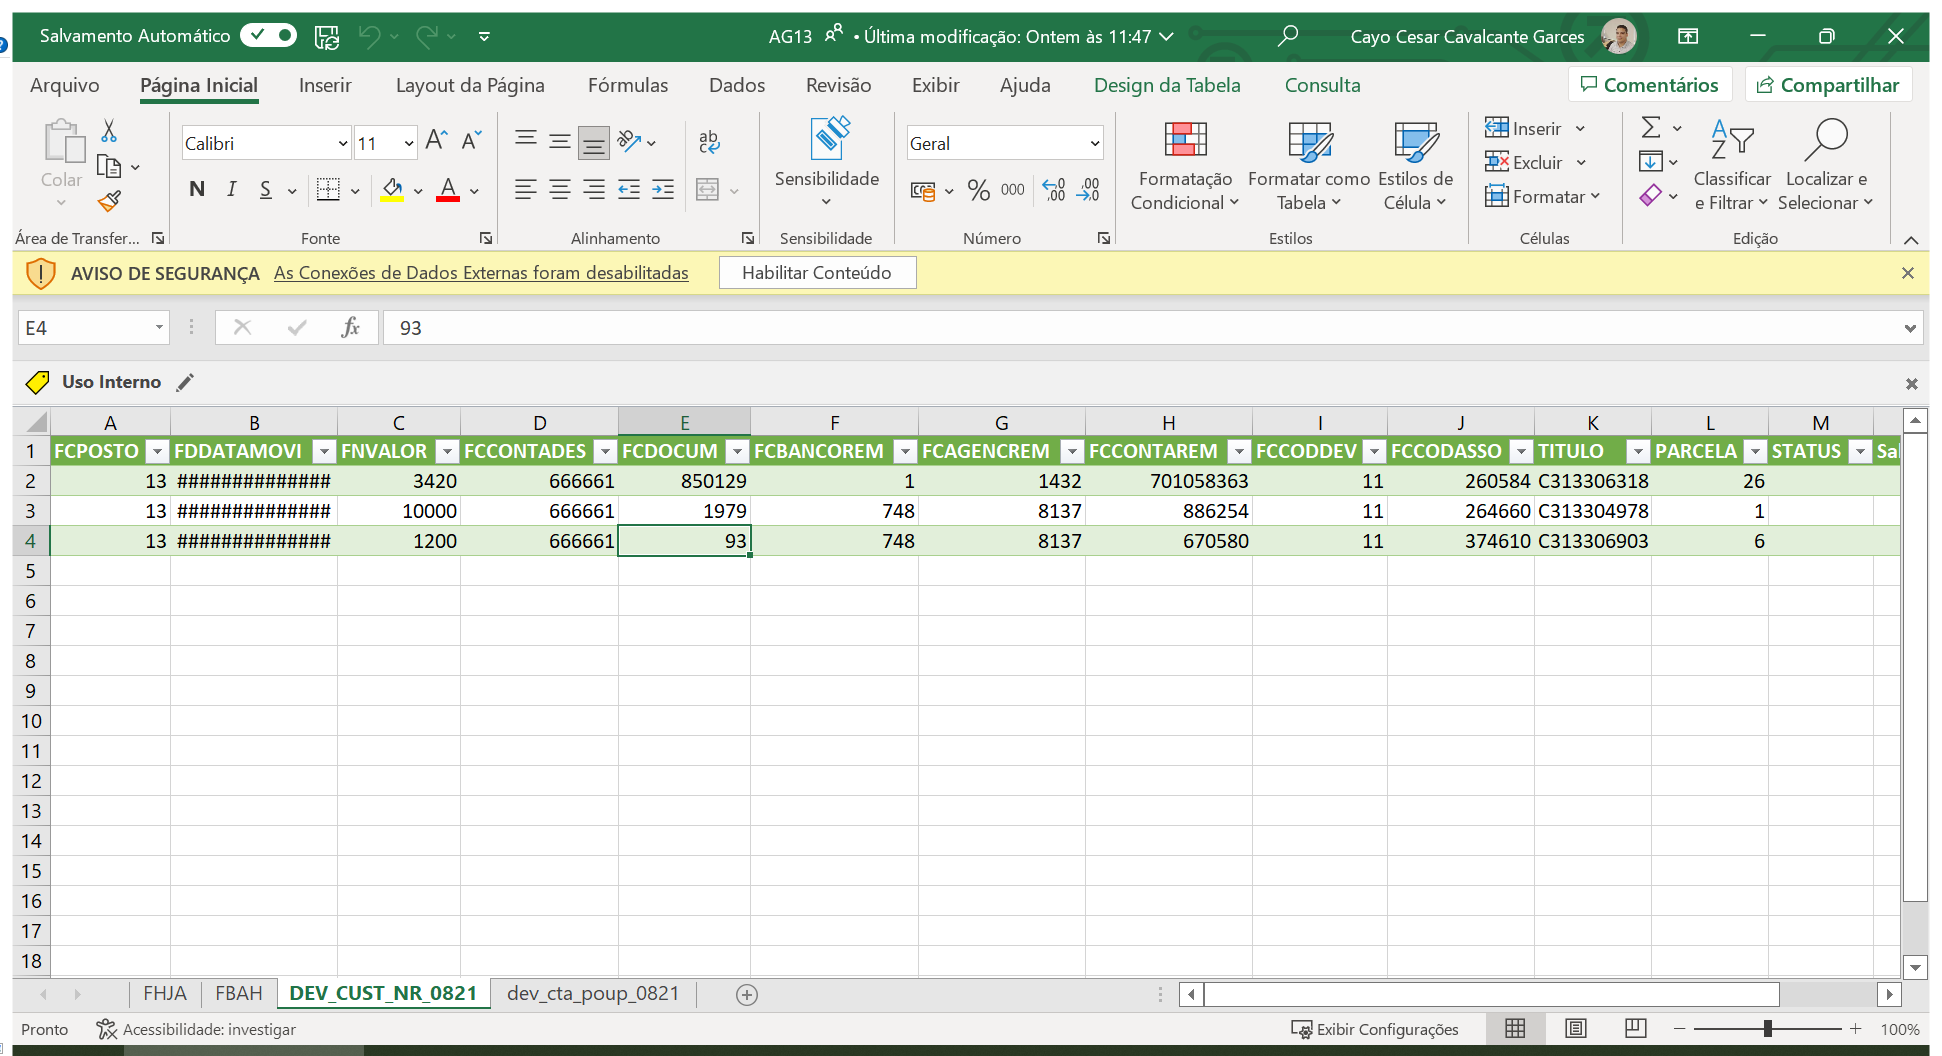 Salvamento Automático
AG13 • Última modificação: Ontem às 11:47
Cayo Cesar Cavalcante Garces
Arquivo Página Inicial Inserir Layout da Página Fórmulas Dados Revisão Exibir Ajuda Design da Tabela Consulta Comentários Compartilhar
Colar
Área de Transfer...
Calibri 11
N I S
Fonte
ab
Alinhamento
Sensibilidade
Sensibilidade
Geral
% 000 ,00 ,00
Número
Formatação Condicional
Formatar como Tabela
Estilos de Célula
Estilos
Inserir
Excluir
Formatar
Células
Classificar e Filtrar
Localizar e Selecionar
Edição
AVISO DE SEGURANÇA As Conexões de Dados Externas foram desabilitadas Habilitar Conteúdo
E4 fx 93
Uso Interno
A B C D E F G H I J K L M
1 FCPOSTO FDDATAMOVI FNVALOR FCCONTADES FCDOCUM FCBANCOREM FCAGENCREM FCCONTAREM FCCODDEV FCCODASSO TITULO PARCELA STATUS Sal
2 13 ############## 3420 666661 850129 1 1432 701058363 11 260584 C313306318 26
3 13 ############## 10000 666661 1979 748 8137 886254 11 264660 C313304978 1
4 13 ############## 1200 666661 93 748 8137 670580 11 374610 C313306903 6
5
6
7
8
9
10
11
12
13
14
15
16
17
18
FHJA FBAH DEV_CUST_NR_0821 dev_cta_poup_0821
Pronto Acessibilidade: investigar Exibir Configurações 100%